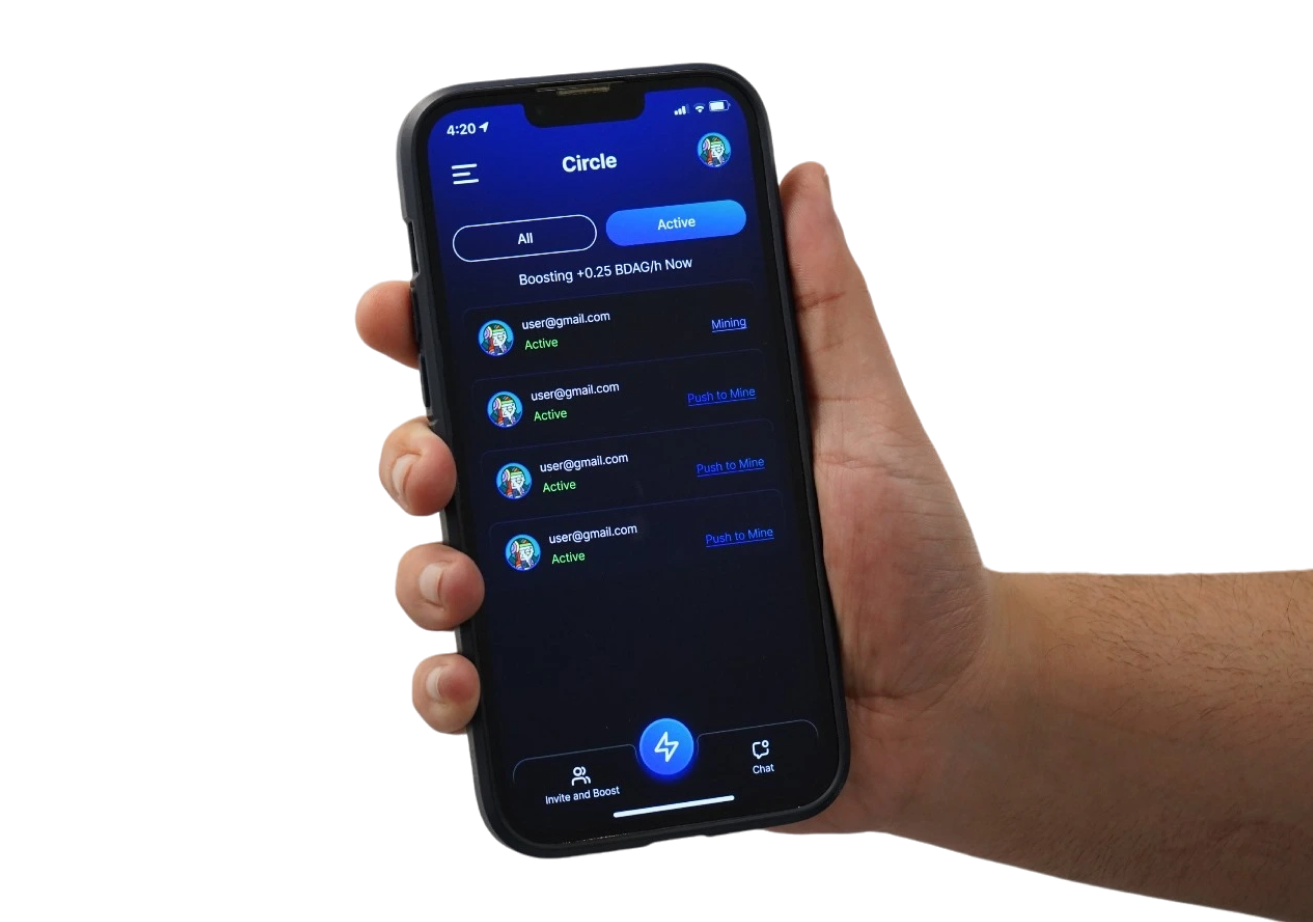 4:20
Circle
All
Active
Boosting +0.25 BDAG/h Now
user@gmail.com
Mining
Active
user@gmail.com
Push to Mine
Active
user@gmail.com
Push to Mine
Active
user@gmail.com
Push to Mine
Active
Invite and Boost
Chat